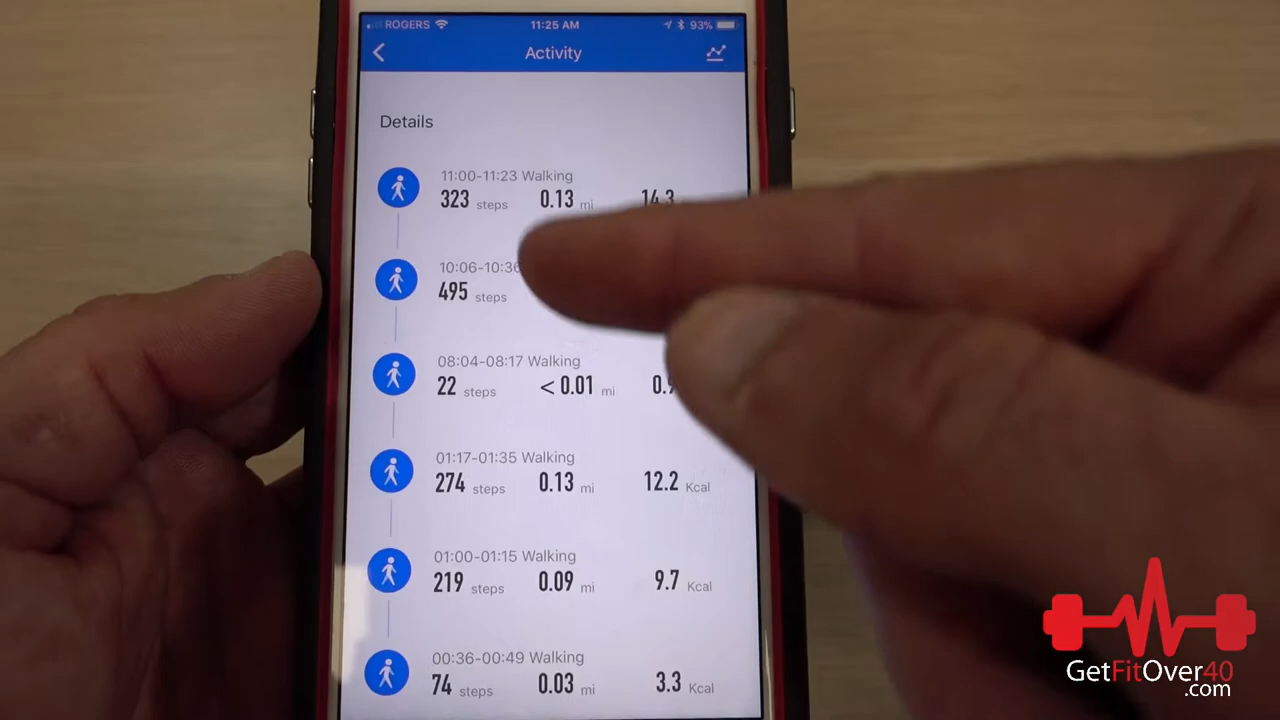 ROGERS 11:25 AM 93%
Activity
Details
11:00-11:23 Walking
323 steps 0.13 mi 14.3
10:06-10:36
495 steps
08:04-08:17 Walking
22 steps < 0.01 mi
01:17-01:35 Walking
274 steps 0.13 mi 12.2 Kcal
01:00-01:15 Walking
219 steps 0.09 mi 9.7 Kcal
00:36-00:49 Walking
74 steps 0.03 mi 3.3 Kcal
GetFitOver40
.com